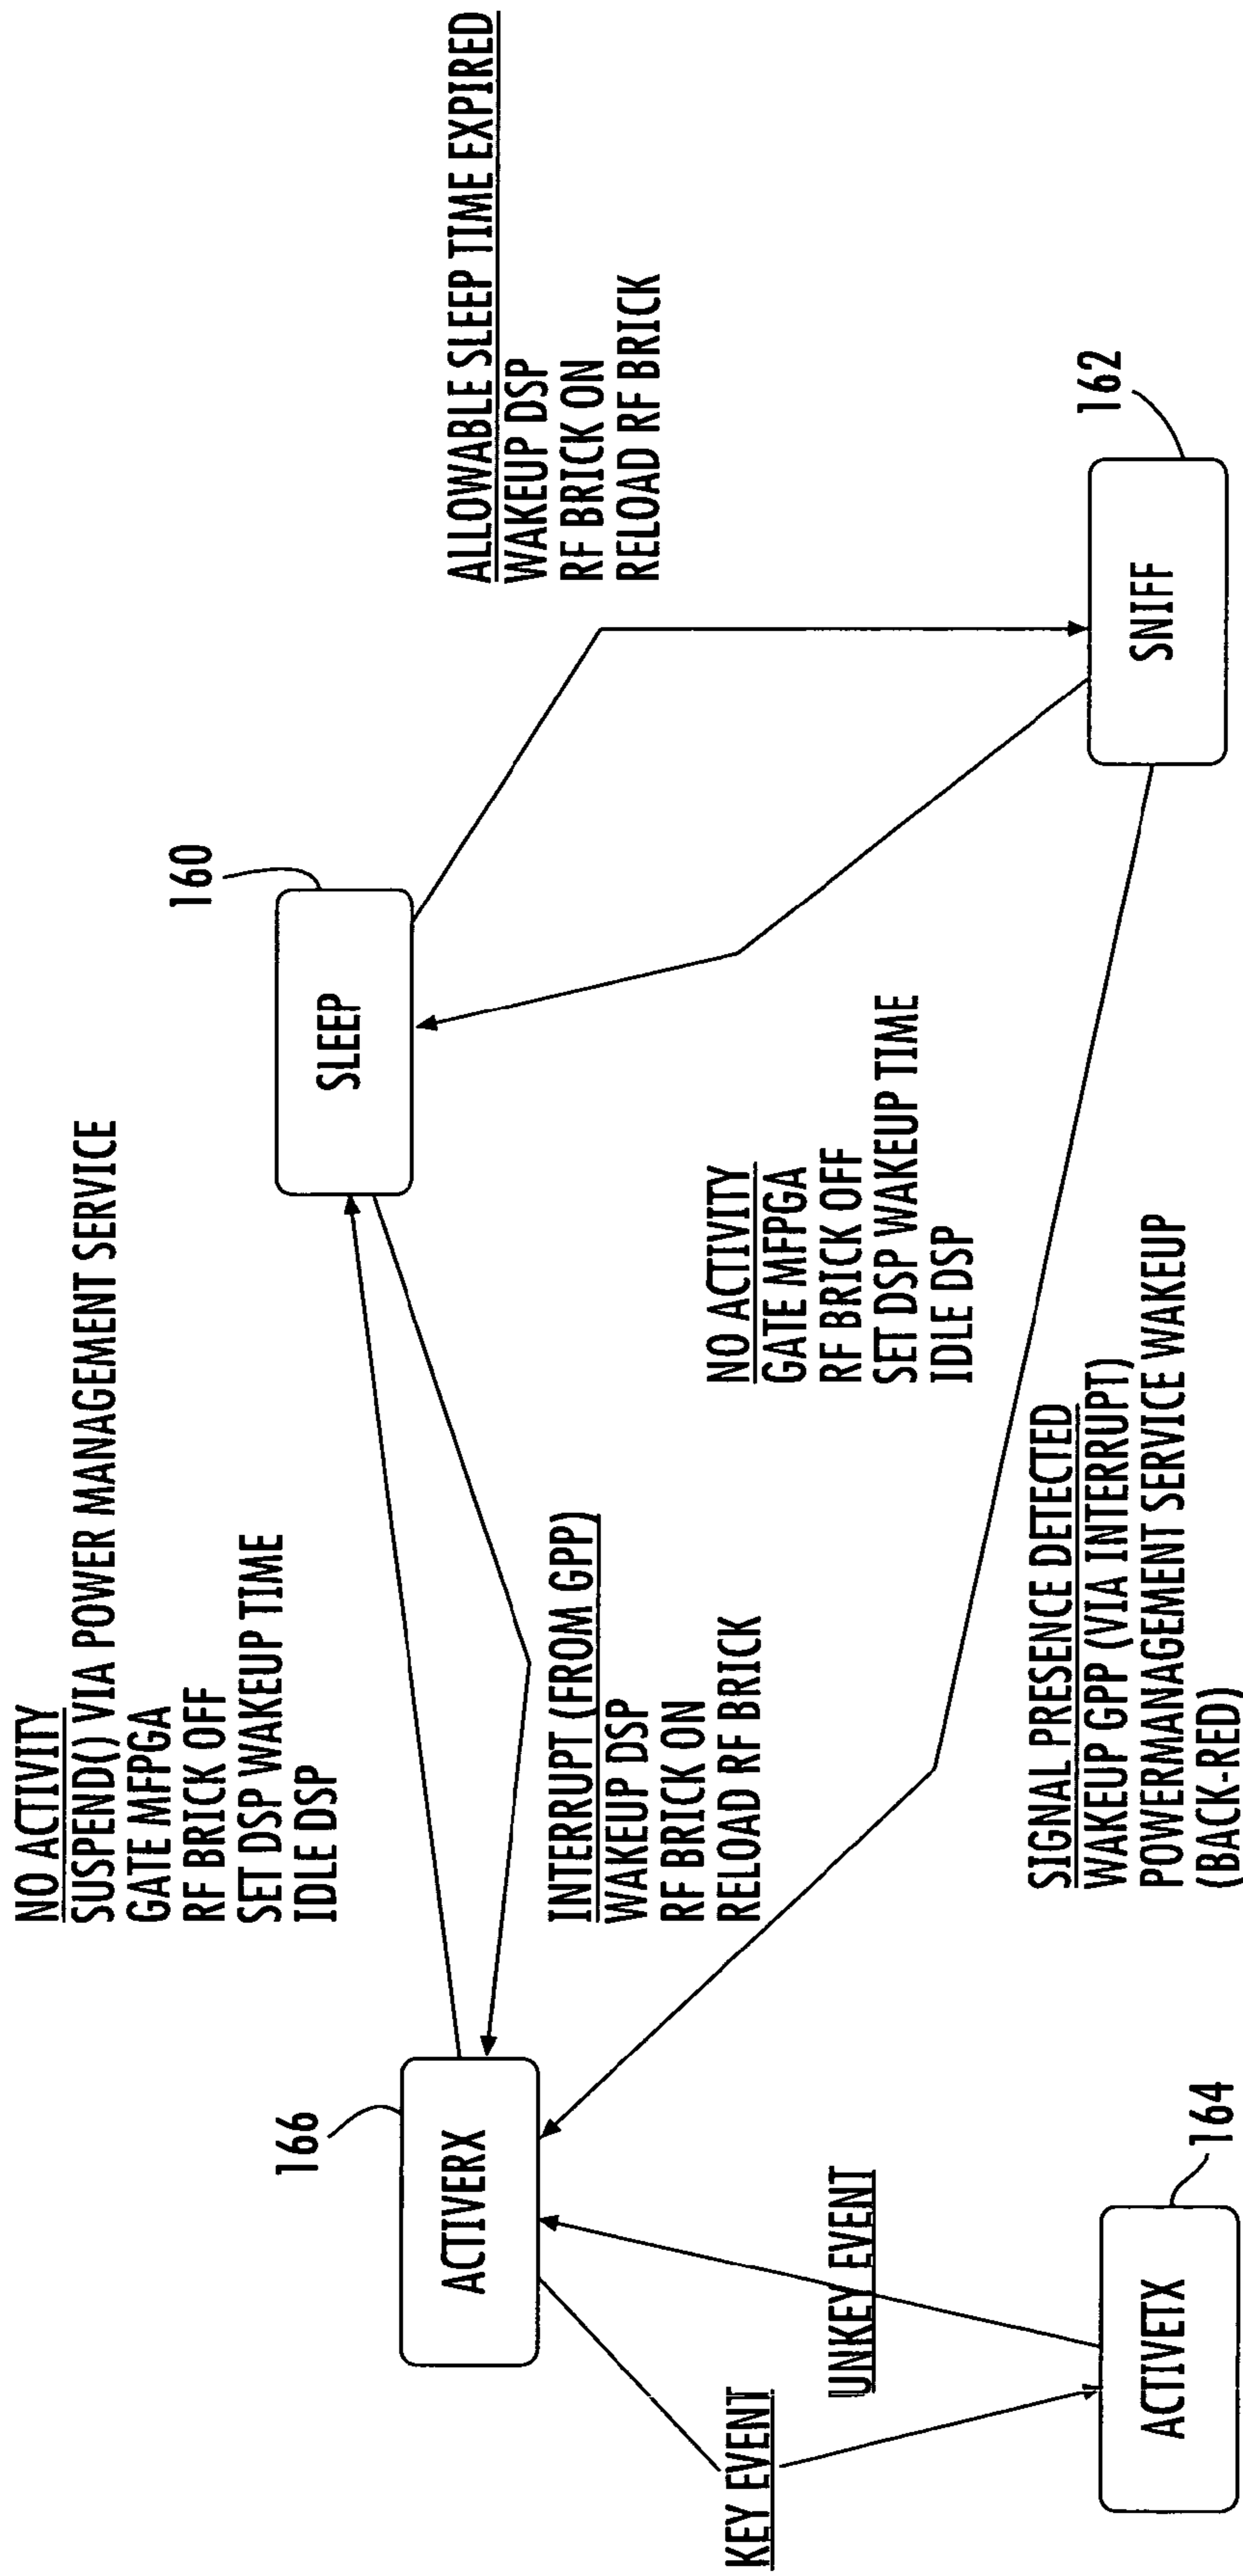 NO ACTIVITY
SUSPEND() VIA POWER MANAGEMENT SERVICE
GATE MFPGA
RF BRICK OFF
SET DSP WAKEUP TIME
IDLE DSP
160
SLEEP
ALLOWABLE SLEEP TIME EXPIRED
WAKEUP DSP
RF BRICK ON
RELOAD RF BRICK
166
ACTIVERX
INTERRUPT (FROM GPP)
WAKEUP DSP
RF BRICK ON
RELOAD RF BRICK
NO ACTIVITY
GATE MFPGA
RF BRICK OFF
SET DSP WAKEUP TIME
IDLE DSP
KEY EVENT
UNKEY EVENT
162
SNIFF
SIGNAL PRESENCE DETECTED
WAKEUP GPP (VIA INTERRUPT)
POWERMANAGEMENT SERVICE WAKEUP
(BACK-RED)
164
ACTIVETX